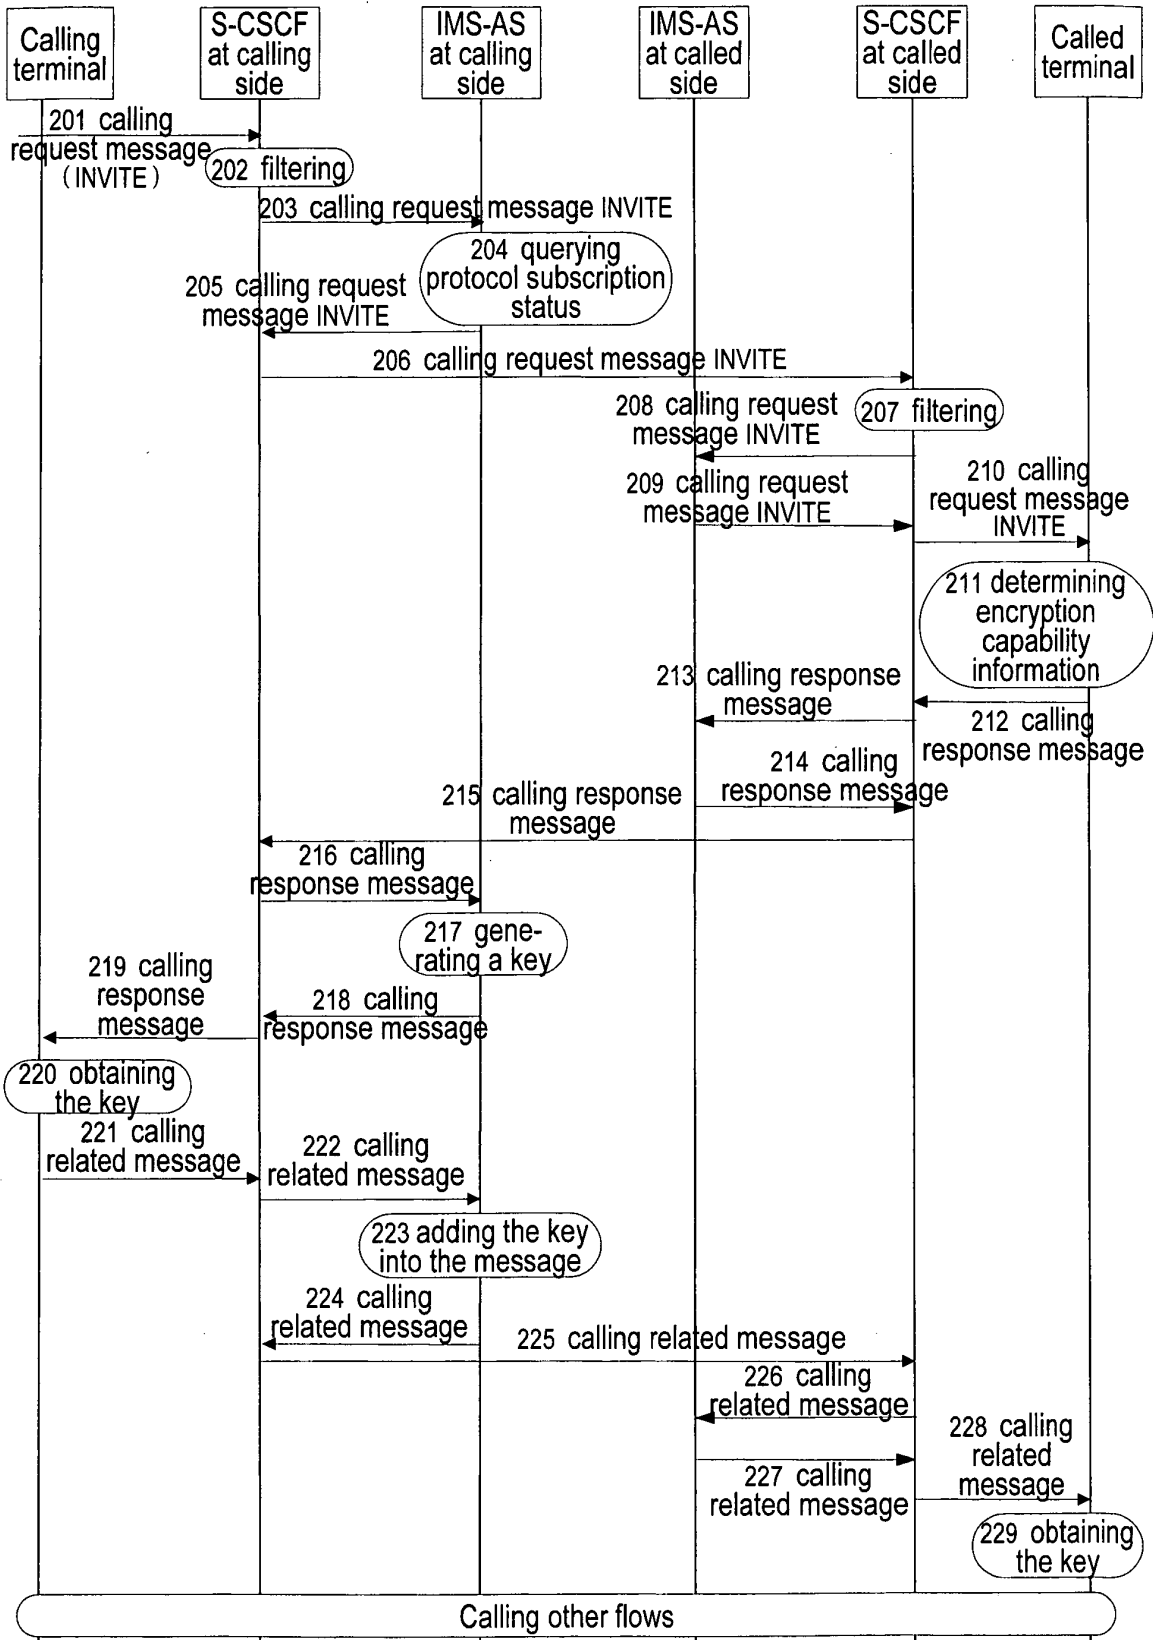 Calling
terminal
S-CSCF
at calling
side
IMS-AS
at calling
side
IMS-AS
at called
side
S-CSCF
at called
side
Called
terminal
201 calling
request message
(INVITE)
202 filtering
203 calling request message INVITE
204 querying
protocol subscription
status
205 calling request
message INVITE
206 calling request message INVITE
207 filtering
208 calling request
message INVITE
209 calling request
message INVITE
210 calling
request message
INVITE
211 determining
encryption
capability
information
212 calling
response message
213 calling response
message
214 calling
response message
215 calling response
message
216 calling
response message
217 gene-
rating a key
218 calling
response message
219 calling
response
message
220 obtaining
the key
221 calling
related message
222 calling
related message
223 adding the key
into the message
224 calling
related message
225 calling related message
226 calling
related message
227 calling
related message
228 calling
related
message
229 obtaining
the key
Calling other flows